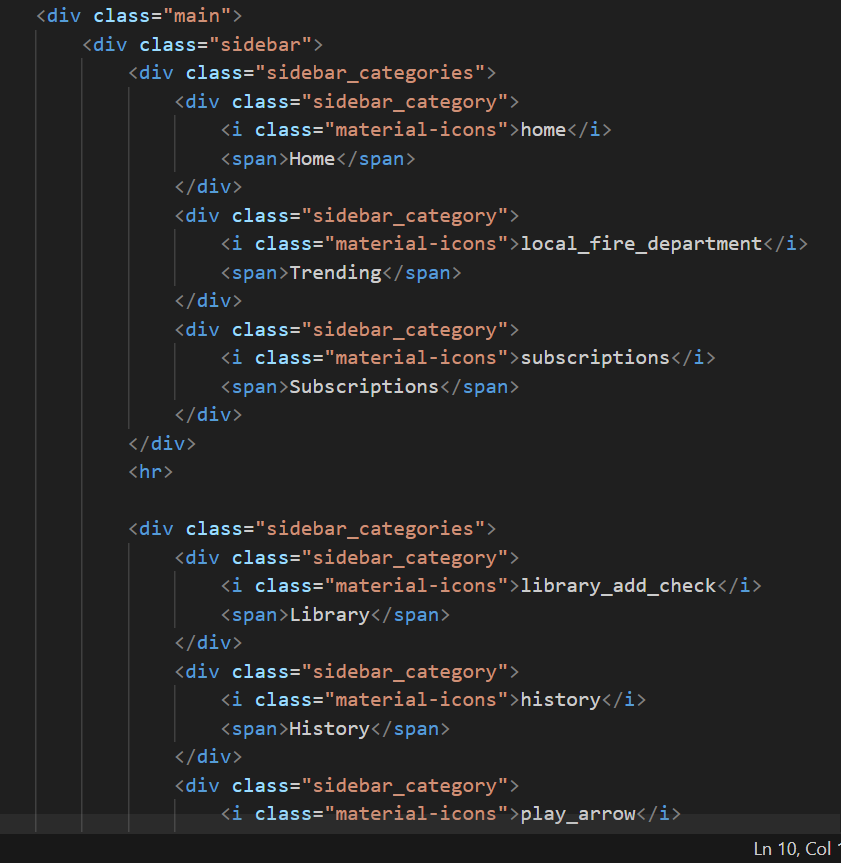 <div class="main">
<div class="sidebar">
<div class="sidebar_categories">
<div class="sidebar_category">
<i class="material-icons">home</i>
<span>Home</span>
</div>
<div class="sidebar_category">
<i class="material-icons">local_fire_department</i>
<span>Trending</span>
</div>
<div class="sidebar_category">
<i class="material-icons">subscriptions</i>
<span>Subscriptions</span>
</div>
</div>
<hr>
<div class="sidebar_categories">
<div class="sidebar_category">
<i class="material-icons">library_add_check</i>
<span>Library</span>
</div>
<div class="sidebar_category">
<i class="material-icons">history</i>
<span>History</span>
</div>
<div class="sidebar_category">
<i class="material-icons">play_arrow</i>
Ln 10, Col